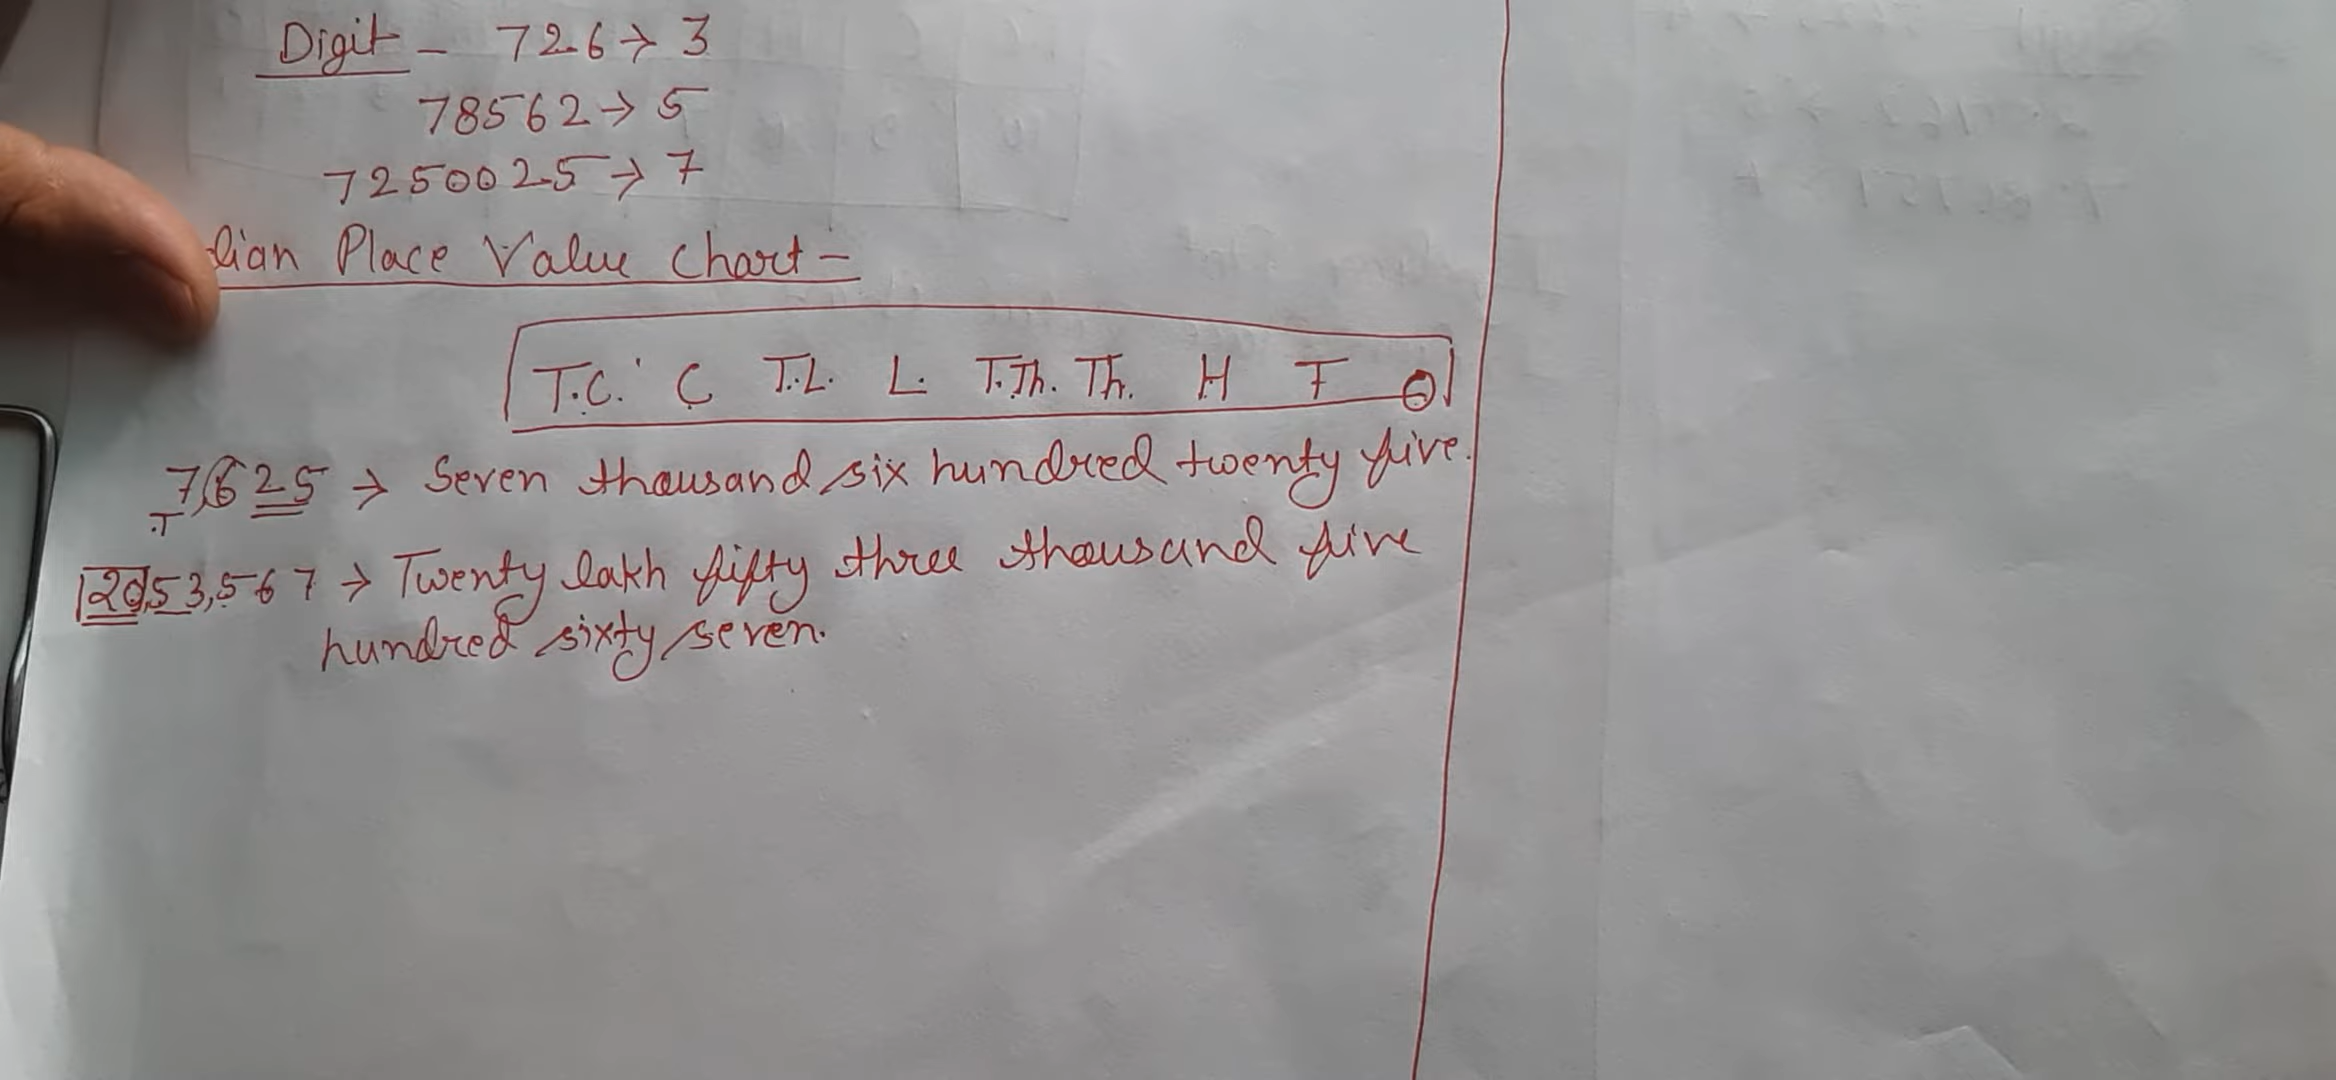 Digit - 726 → 3
78562 → 5
7250025 → 7
dian Place Value Chart -
T.C. C T.L. L. T.Th. Th. H T O
7,625 → Seven thousand six hundred twenty five.
T
20,53,567 → Twenty lakh fifty three thousand five
hundred sixty seven.